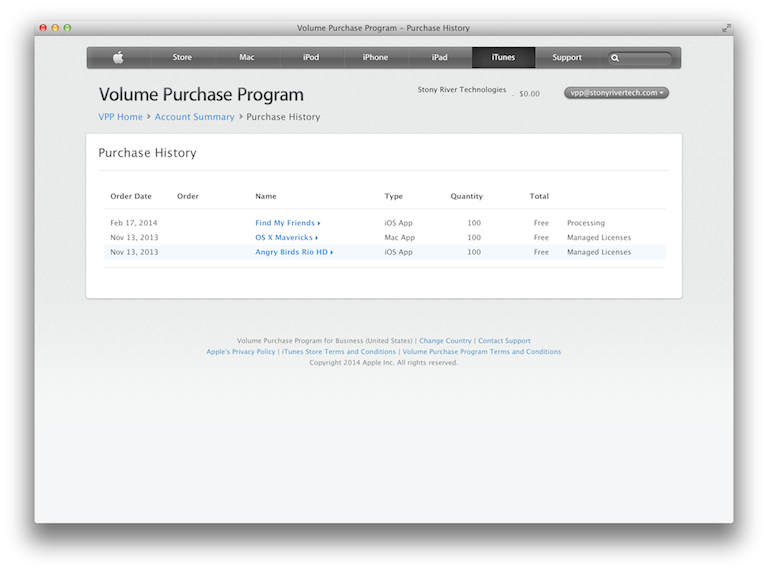 Volume Purchase Program – Purchase History
Store Mac iPod iPhone iPad iTunes Support
Volume Purchase Program
Stony River Technologies . $0.00 vpp@stonyrivertech.com
VPP Home > Account Summary > Purchase History
Purchase History
Order Date Order Name Type Quantity Total
Feb 17, 2014 Find My Friends iOS App 100 Free Processing
Nov 13, 2013 OS X Mavericks Mac App 100 Free Managed Licenses
Nov 13, 2013 Angry Birds Rio HD iOS App 100 Free Managed Licenses
Volume Purchase Program for Business (United States) | Change Country | Contact Support
Apple's Privacy Policy | iTunes Store Terms and Conditions | Volume Purchase Program Terms and Conditions
Copyright 2014 Apple Inc. All rights reserved.